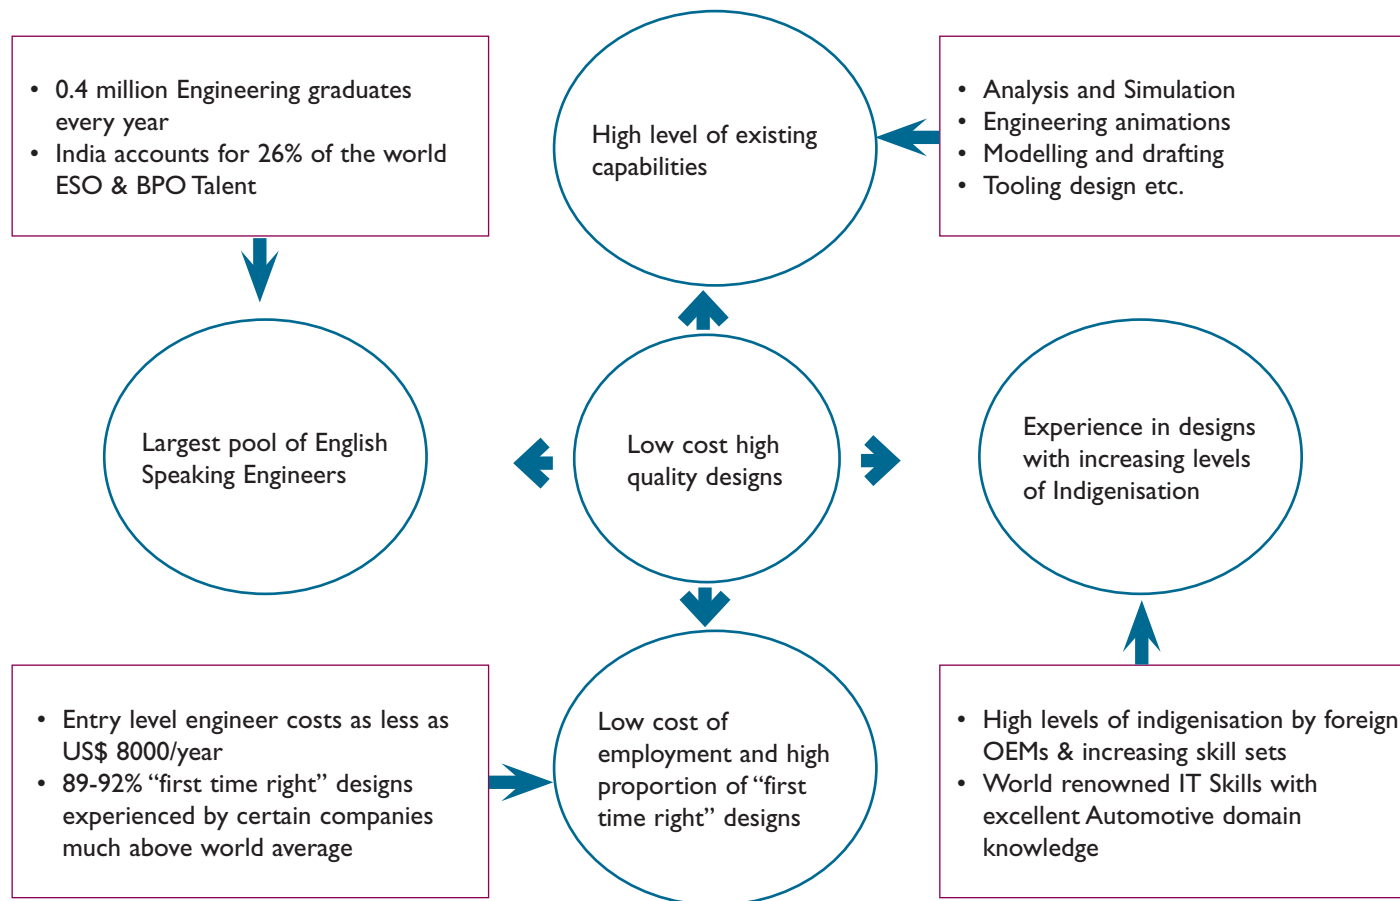 • 0.4 million Engineering graduates
every year
• India accounts for 26% of the world
ESO & BPO Talent
High level of existing
capabilities
• Analysis and Simulation
• Engineering animations
• Modelling and drafting
• Tooling design etc.
Largest pool of English
Speaking Engineers
Low cost high
quality designs
Experience in designs
with increasing levels
of Indigenisation
• Entry level engineer costs as less as
US$ 8000/year
• 89-92% “first time right” designs
experienced by certain companies
much above world average
Low cost of
employment and high
proportion of “first
time right” designs
• High levels of indigenisation by foreign
OEMs & increasing skill sets
• World renowned IT Skills with
excellent Automotive domain
knowledge